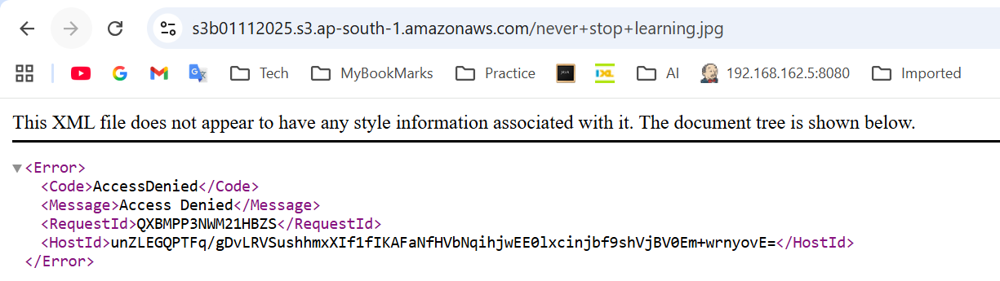 s3b01112025.s3.ap-south-1.amazonaws.com/never+stop+learning.jpg
Tech MyBookMarks Practice JAVA IXL AI 192.168.162.5:8080 Imported
This XML file does not appear to have any style information associated with it. The document tree is shown below.
▼<Error>
<Code>AccessDenied</Code>
<Message>Access Denied</Message>
<RequestId>QXBMPP3NWM21HBZS</RequestId>
<HostId>unZLEGQPTFq/gDvLRVSushhmxXIf1fIKAFaNfHVbNqihjwEE0lxcinjbf9shVjBV0Em+wrnyovE=</HostId>
</Error>